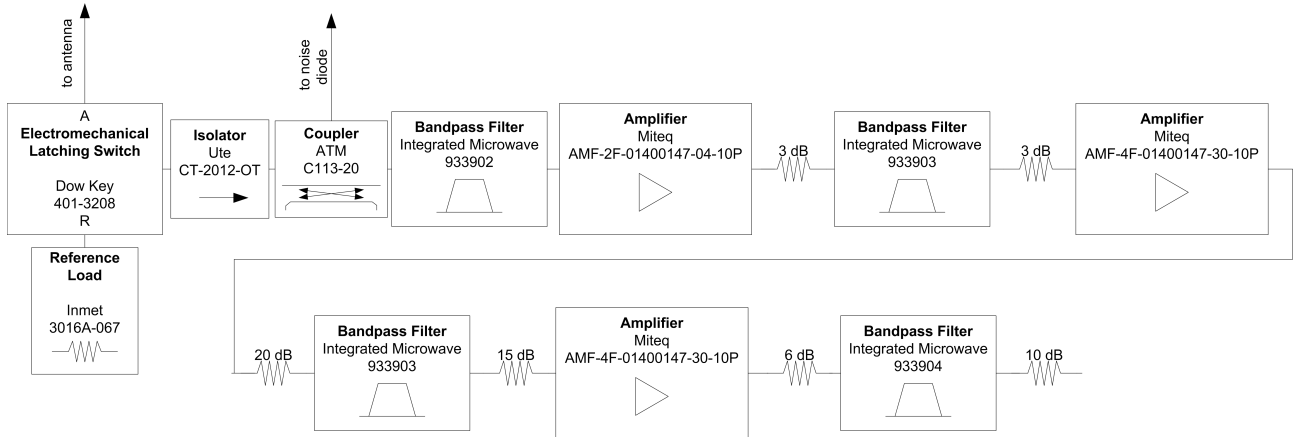 to antenna
A
Electromechanical
Latching Switch
Dow Key
401-3208
R
Reference
Load
Inmet
3016A-067
Isolator
Ute
CT-2012-OT
to noise
diode
Coupler
ATM
C113-20
Bandpass Filter
Integrated Microwave
933902
Amplifier
Miteq
AMF-2F-01400147-04-10P
3 dB
Bandpass Filter
Integrated Microwave
933903
3 dB
Amplifier
Miteq
AMF-4F-01400147-30-10P
20 dB
Bandpass Filter
Integrated Microwave
933903
15 dB
Amplifier
Miteq
AMF-4F-01400147-30-10P
6 dB
Bandpass Filter
Integrated Microwave
933904
10 dB